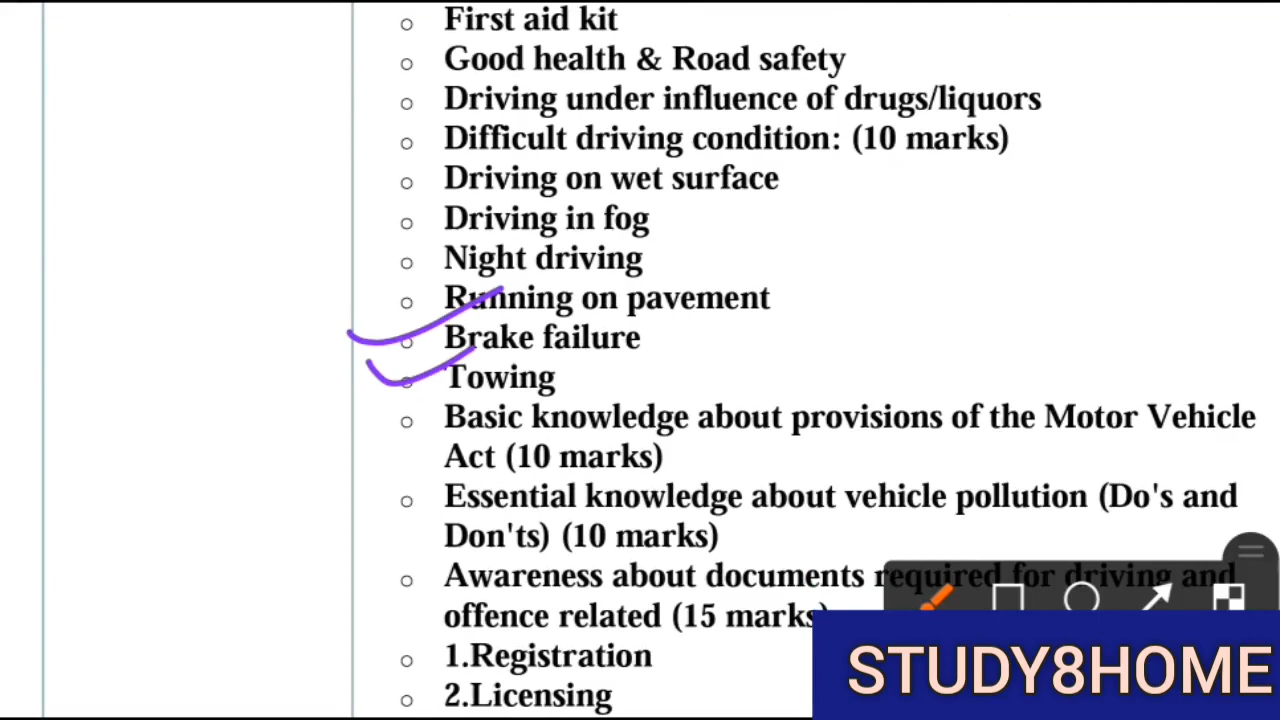 First aid kit
Good health & Road safety
Driving under influence of drugs/liquors
Difficult driving condition: (10 marks)
Driving on wet surface
Driving in fog
Night driving
Running on pavement
Brake failure
Towing
Basic knowledge about provisions of the Motor Vehicle
Act (10 marks)
Essential knowledge about vehicle pollution (Do's and
Don'ts) (10 marks)
Awareness about documents required for driving and
offence related (15 marks)
1.Registration
2.Licensing
STUDY8HOME